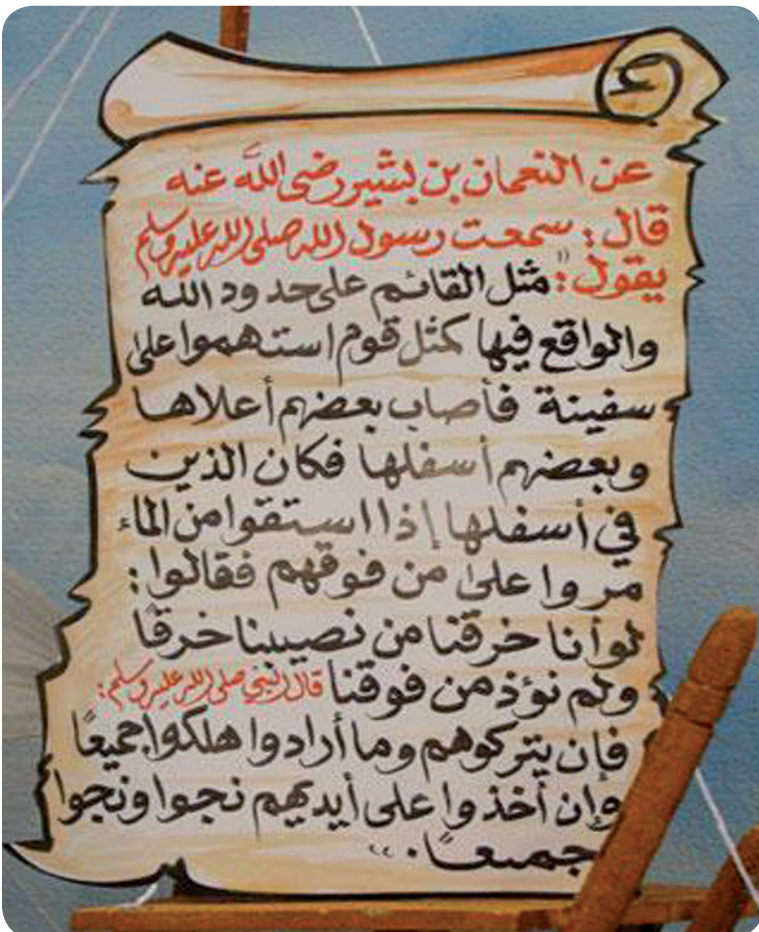 عن النعمان بن بشير رضي الله عنه
قال: سمعت رسول الله صلى الله عليه وسلم
يقول: "مثل القائم على حدود الله
والواقع فيها كمثل قوم استهموا على
سفينة فأصاب بعضهم أعلاها
وبعضهم أسفلها فكان الذين
في أسفلها إذا استقوا من الماء
مروا على من فوقهم فقالوا:
لو أنا خرقنا من نصيبنا خرقًا
ولم نؤذ من فوقنا قال النبي صلى الله عليه وسلم:
فإن يتركوهم وما أرادوا هلكوا جميعًا
وإن أخذوا على أيديهم نجوا ونجوا
جميعًا."